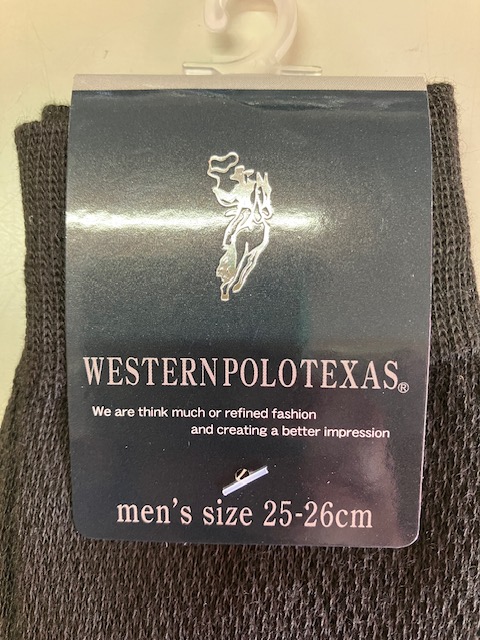 WESTERNPOLOTEXAS®
We are think much or refined fashion
and creating a better impression
men's size 25-26cm